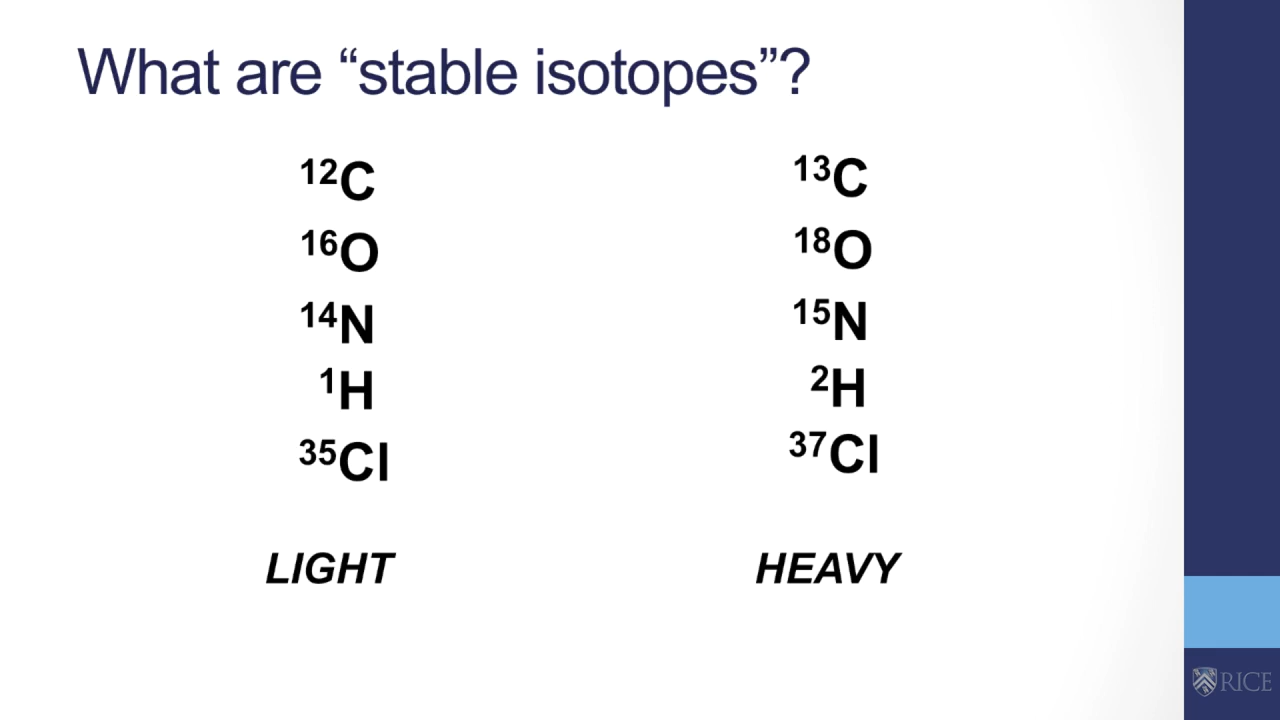 What are “stable isotopes”?
¹²C ¹³C
¹⁶O ¹⁸O
¹⁴N ¹⁵N
¹H ²H
³⁵Cl ³⁷Cl
LIGHT HEAVY
RICE